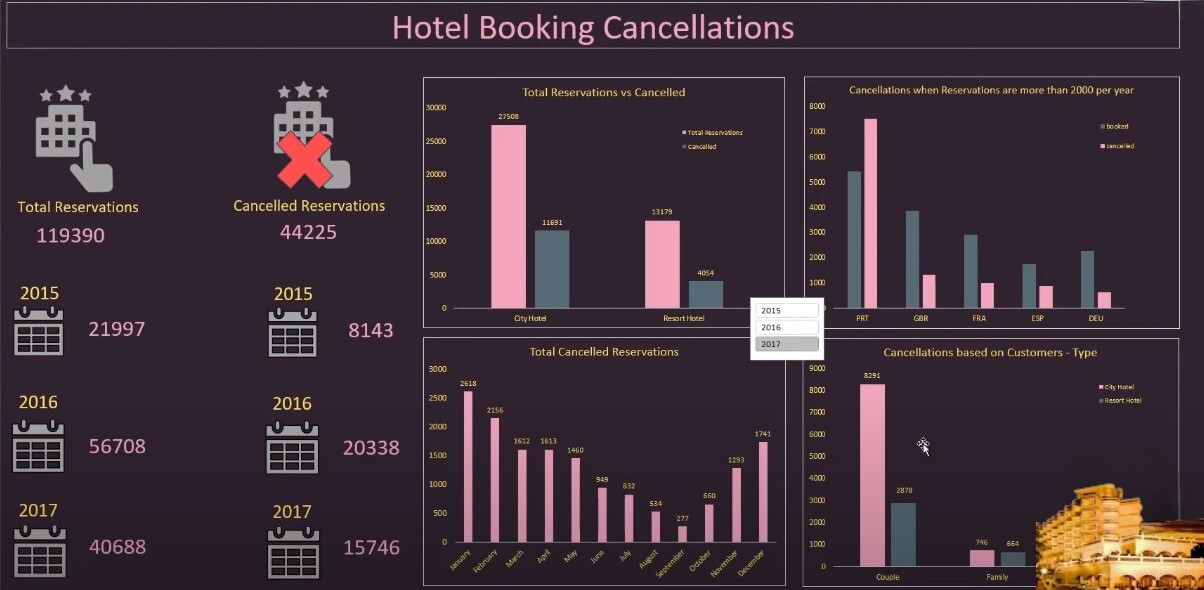 Hotel Booking Cancellations
Total Reservations
119390
Cancelled Reservations
44225
2015
21997
2015
8143
2016
56708
2016
20338
2017
40688
2017
15746
Total Reservations vs Cancelled
30000
25000
20000
15000
10000
5000
0
27508
11691
13179
4054
Total Reservations
Cancelled
City Hotel
Resort Hotel
Cancellations when Reservations are more than 2000 per year
8000
7000
6000
5000
4000
3000
2000
1000
booked
cancelled
PRT
GBR
FRA
ESP
DEU
2015
2016
2017
Total Cancelled Reservations
3000
2500
2000
1500
1000
500
0
2618
2156
1612
1613
1460
949
832
534
277
660
1293
1741
January
February
March
April
May
June
July
August
September
October
November
December
Cancellations based on Customers - Type
9000
8000
7000
6000
5000
4000
3000
2000
1000
0
8291
2878
746
664
City Hotel
Resort Hotel
Couple
Family